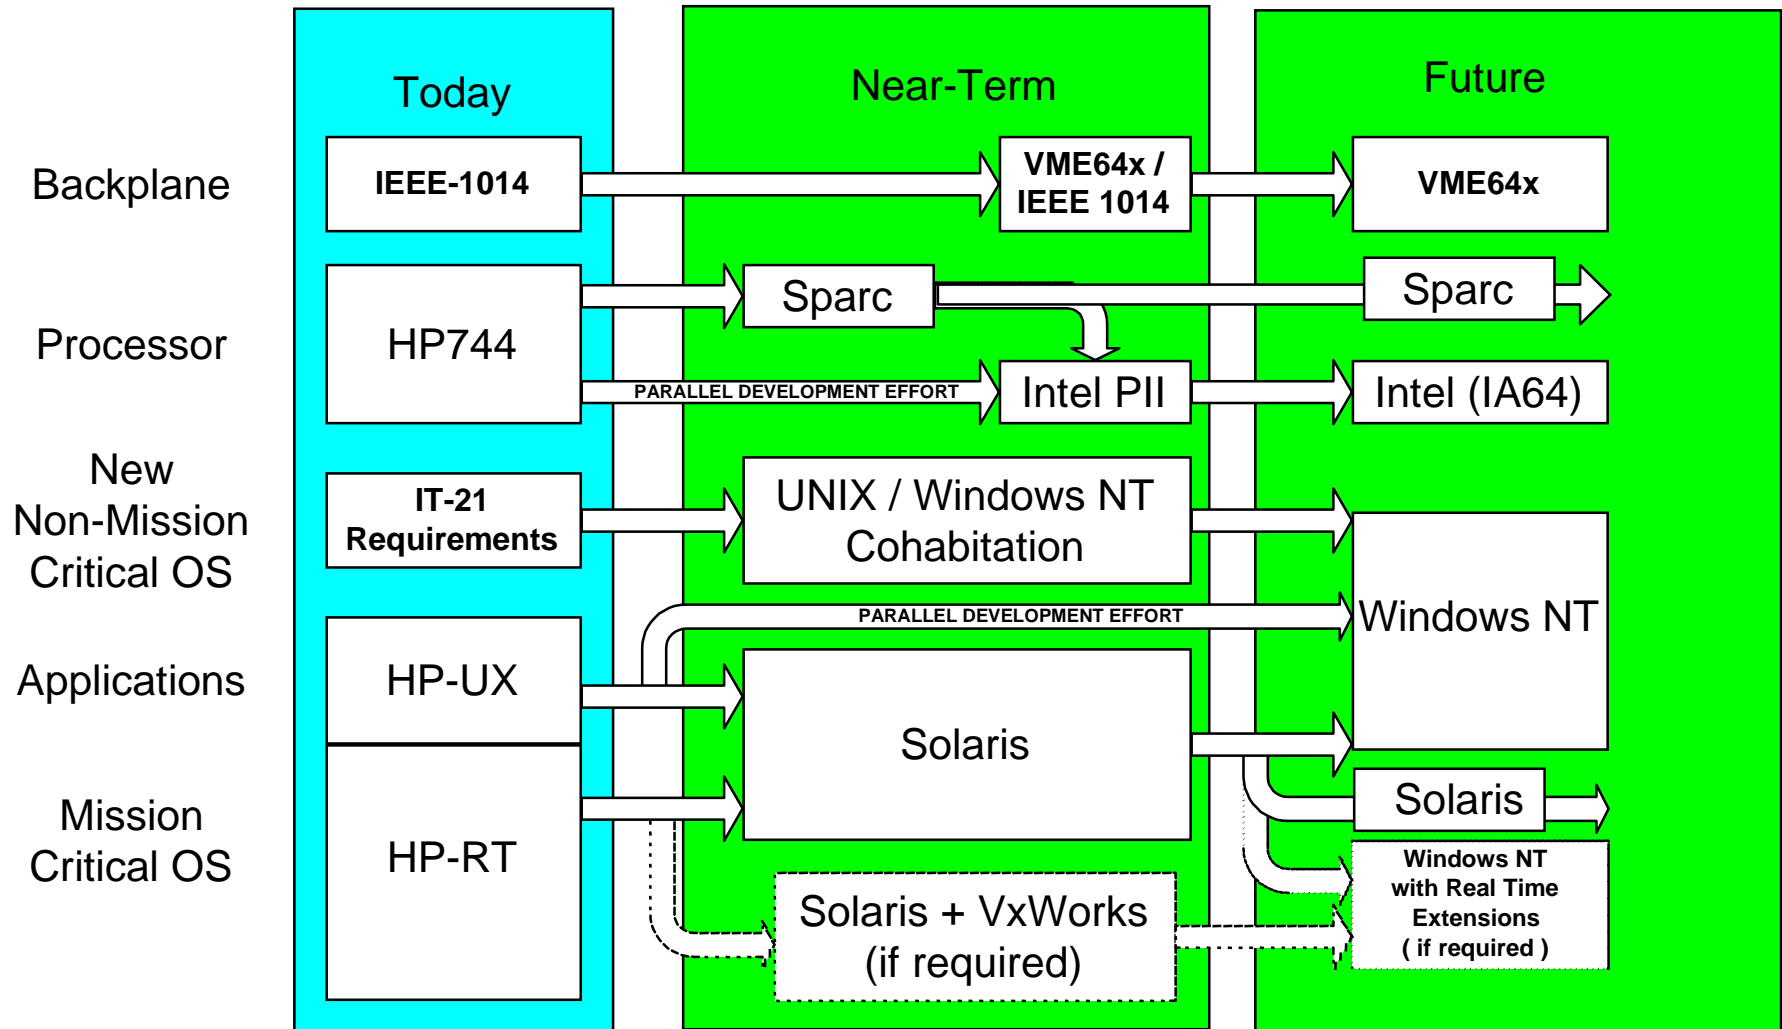 Today
Near-Term
Future
Backplane
IEEE-1014
VME64x /
IEEE 1014
VME64x
Processor
HP744
Sparc
Sparc
PARALLEL DEVELOPMENT EFFORT
Intel PII
Intel (IA64)
New
Non-Mission
Critical OS
IT-21
Requirements
UNIX / Windows NT
Cohabitation
Windows NT
PARALLEL DEVELOPMENT EFFORT
Applications
HP-UX
Solaris
Mission
Critical OS
HP-RT
Solaris
Solaris + VxWorks
(if required)
Windows NT
with Real Time
Extensions
( if required )